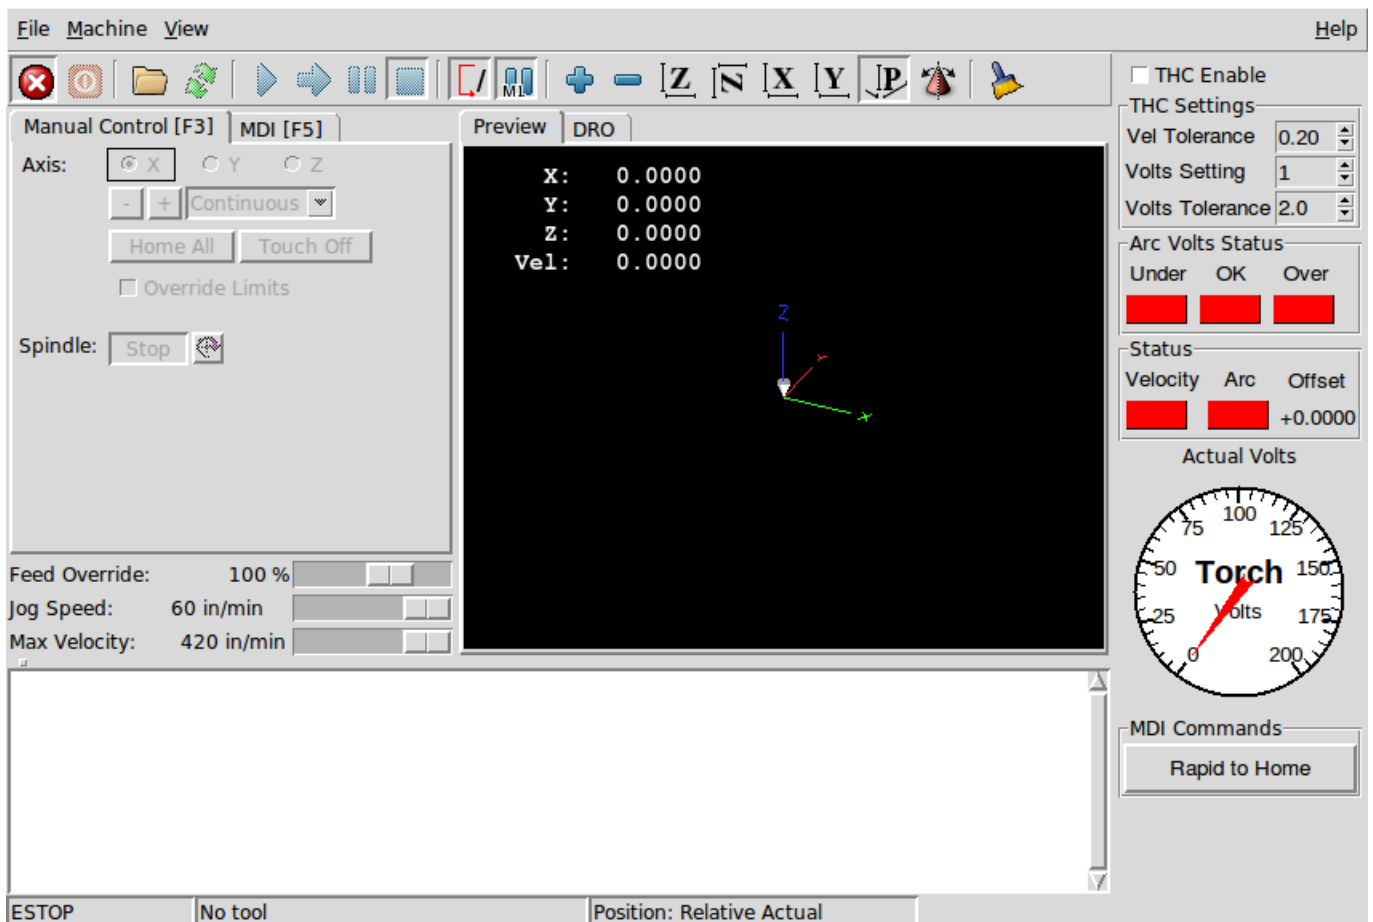 File Machine View Help
M1 Z N X Y P
Manual Control [F3] MDI [F5]
Axis: X Y Z
- + Continuous
Home All Touch Off
Override Limits
Spindle: Stop
Feed Override: 100 %
Jog Speed: 60 in/min
Max Velocity: 420 in/min
Preview DRO
X: 0.0000
Y: 0.0000
Z: 0.0000
Vel: 0.0000
Z
Y
X
THC Enable
THC Settings
Vel Tolerance 0.20
Volts Setting 1
Volts Tolerance 2.0
Arc Volts Status
Under OK Over
Status
Velocity Arc Offset
+0.0000
Actual Volts
0 25 50 75 100 125 150 175 200
Torch
Volts
MDI Commands
Rapid to Home
ESTOP No tool Position: Relative Actual